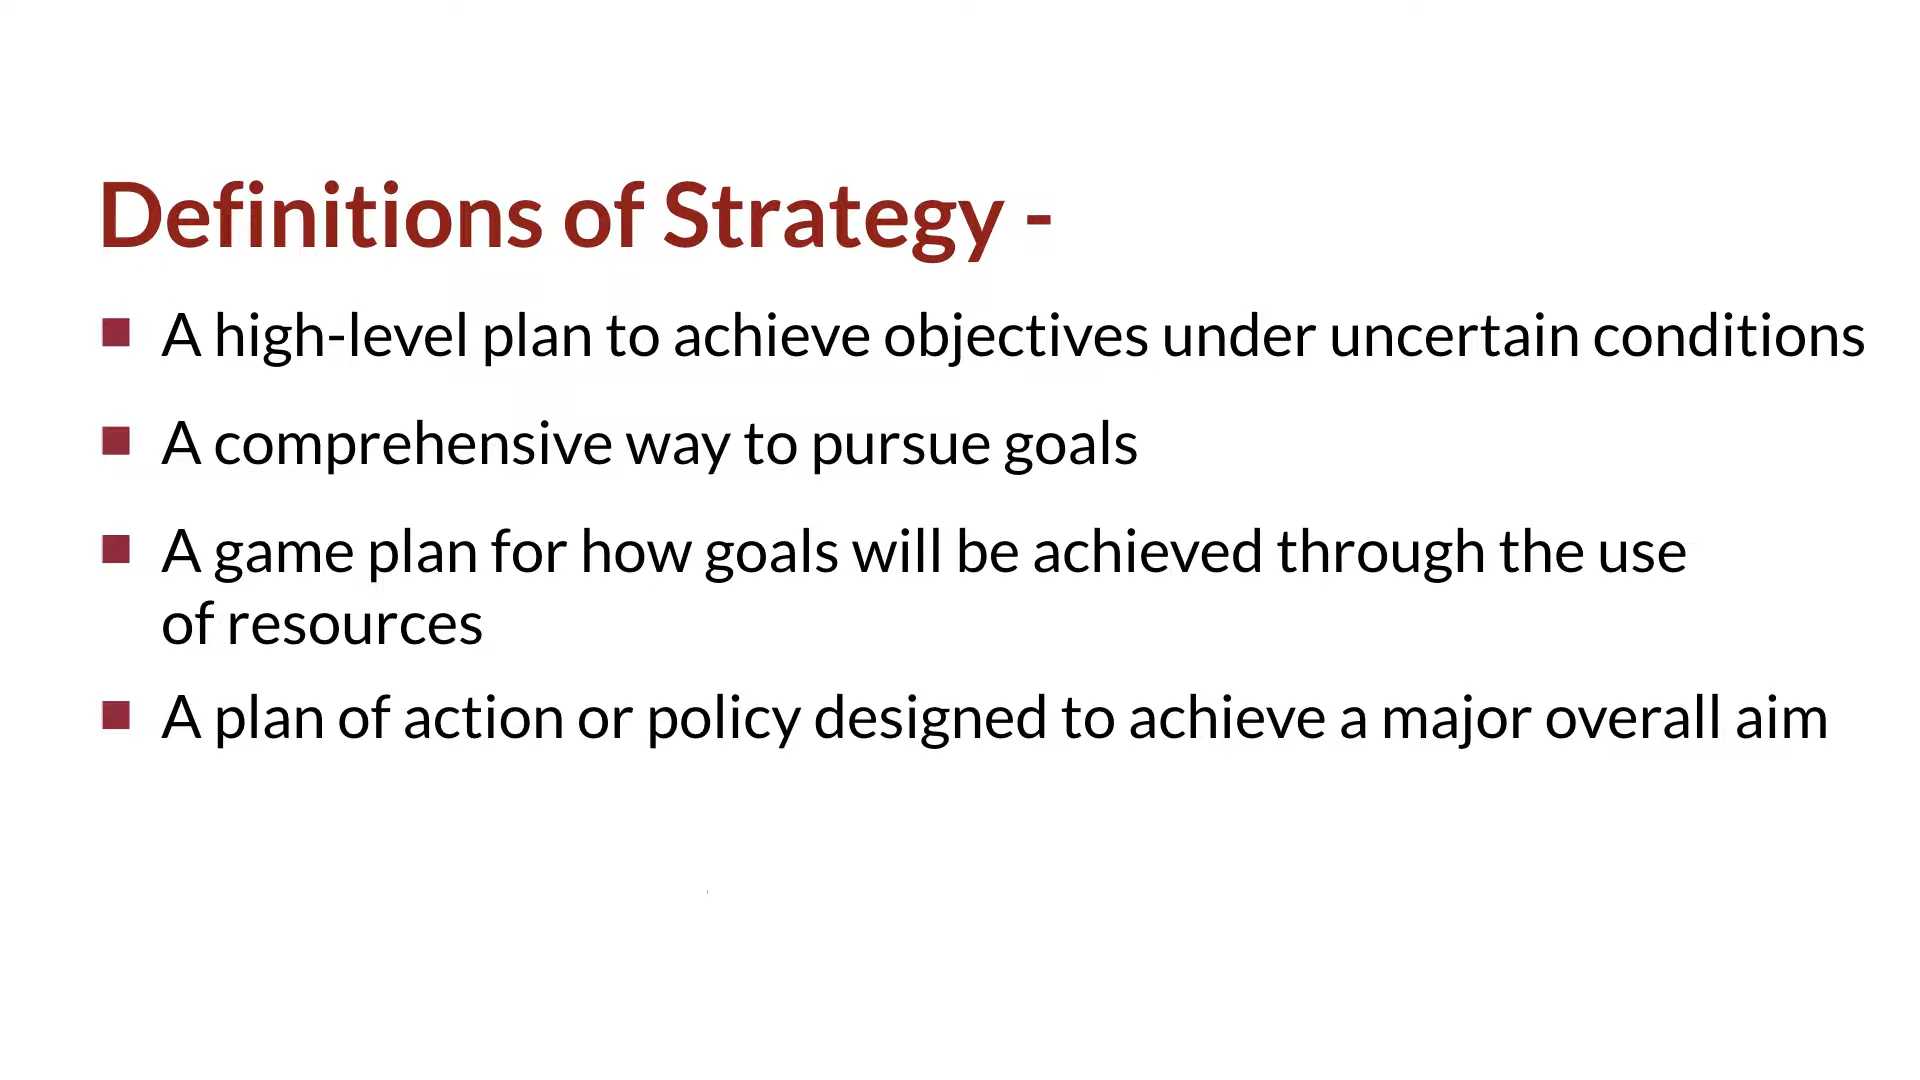 Definitions of Strategy -
■ A high-level plan to achieve objectives under uncertain conditions
■ A comprehensive way to pursue goals
■ A game plan for how goals will be achieved through the use
of resources
■ A plan of action or policy designed to achieve a major overall aim